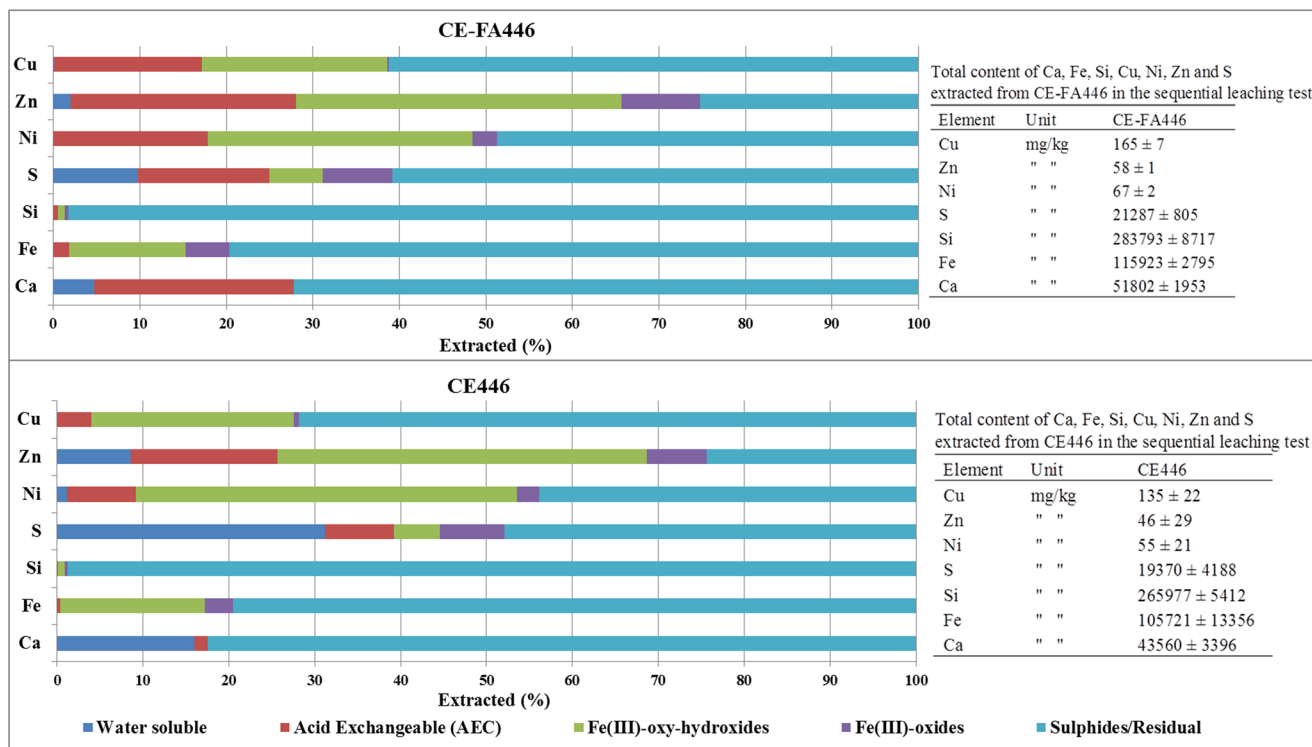 CE-FA446
Cu
Zn
Ni
S
Si
Fe
Ca
0 10 20 30 40 50 60 70 80 90 100
Extracted (%)
Total content of Ca, Fe, Si, Cu, Ni, Zn and S
extracted from CE-FA446 in the sequential leaching test
Element Unit CE-FA446
Cu mg/kg 165 ± 7
Zn " " 58 ± 1
Ni " " 67 ± 2
S " " 21287 ± 805
Si " " 283793 ± 8717
Fe " " 115923 ± 2795
Ca " " 51802 ± 1953
CE446
Cu
Zn
Ni
S
Si
Fe
Ca
0 10 20 30 40 50 60 70 80 90 100
Extracted (%)
Total content of Ca, Fe, Si, Cu, Ni, Zn and S
extracted from CE446 in the sequential leaching test
Element Unit CE446
Cu mg/kg 135 ± 22
Zn " " 46 ± 29
Ni " " 55 ± 21
S " " 19370 ± 4188
Si " " 265977 ± 5412
Fe " " 105721 ± 13356
Ca " " 43560 ± 3396
Water soluble Acid Exchangeable (AEC) Fe(III)-oxy-hydroxides Fe(III)-oxides Sulphides/Residual